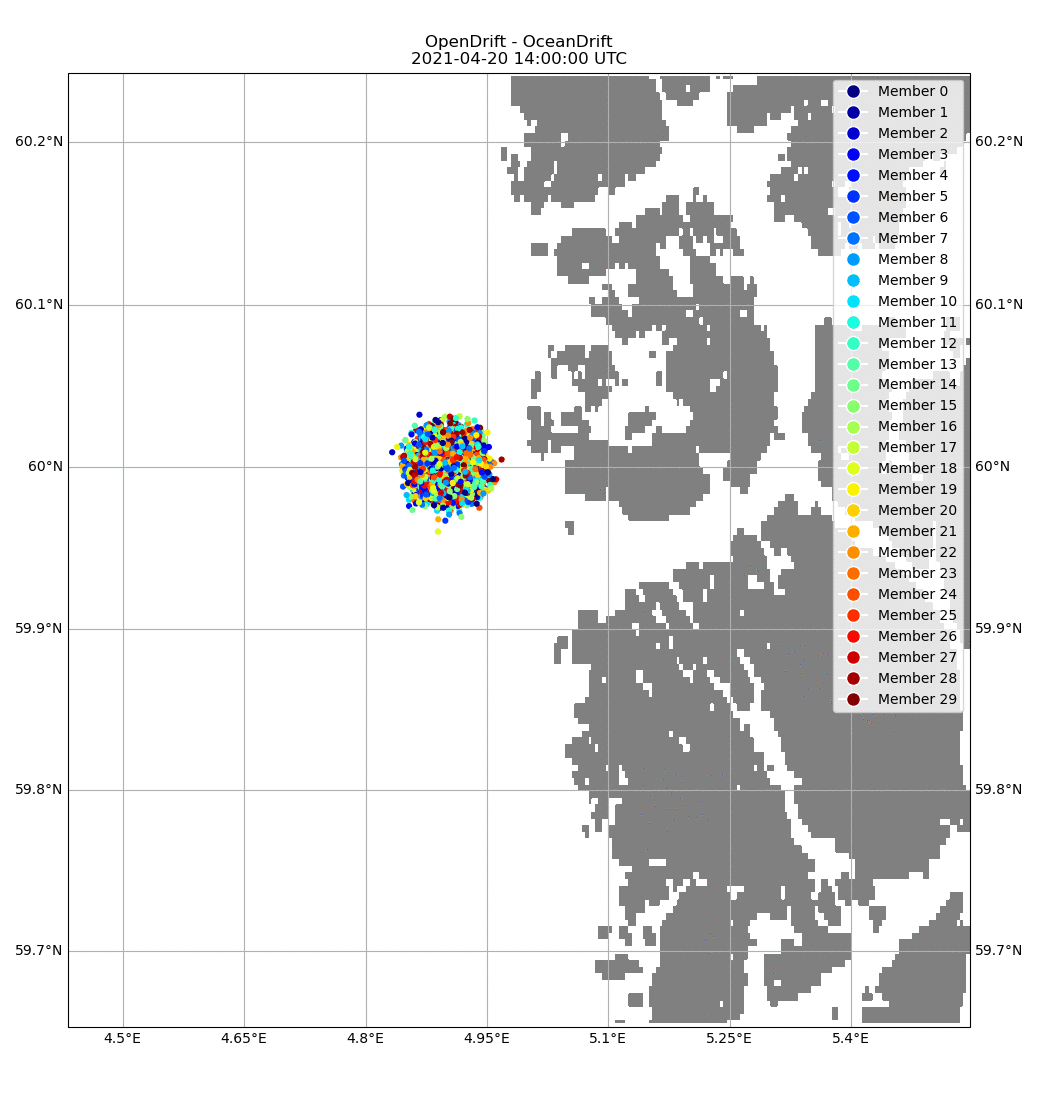 OpenDrift - OceanDrift
2021-04-20 14:00:00 UTC
Member 0
Member 1
Member 2
Member 3
Member 4
Member 5
Member 6
Member 7
Member 8
Member 9
Member 10
Member 11
Member 12
Member 13
Member 14
Member 15
Member 16
Member 17
Member 18
Member 19
Member 20
Member 21
Member 22
Member 23
Member 24
Member 25
Member 26
Member 27
Member 28
Member 29
60.2°N
60.2°N
60.1°N
60.1°N
60°N
60°N
59.9°N
59.9°N
59.8°N
59.8°N
59.7°N
59.7°N
4.5°E
4.65°E
4.8°E
4.95°E
5.1°E
5.25°E
5.4°E